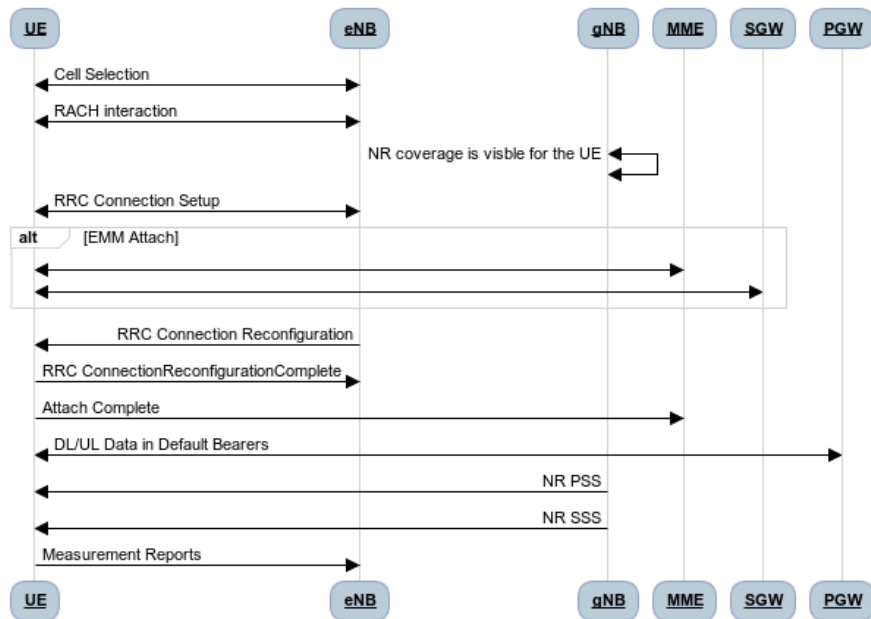 UE eNB gNB MME SGW PGW
Cell Selection
RACH interaction
NR coverage is visble for the UE
RRC Connection Setup
alt [EMM Attach]
RRC Connection Reconfiguration
RRC ConnectionReconfigurationComplete
Attach Complete
DL/UL Data in Default Bearers
NR PSS
NR SSS
Measurement Reports
UE eNB gNB MME SGW PGW